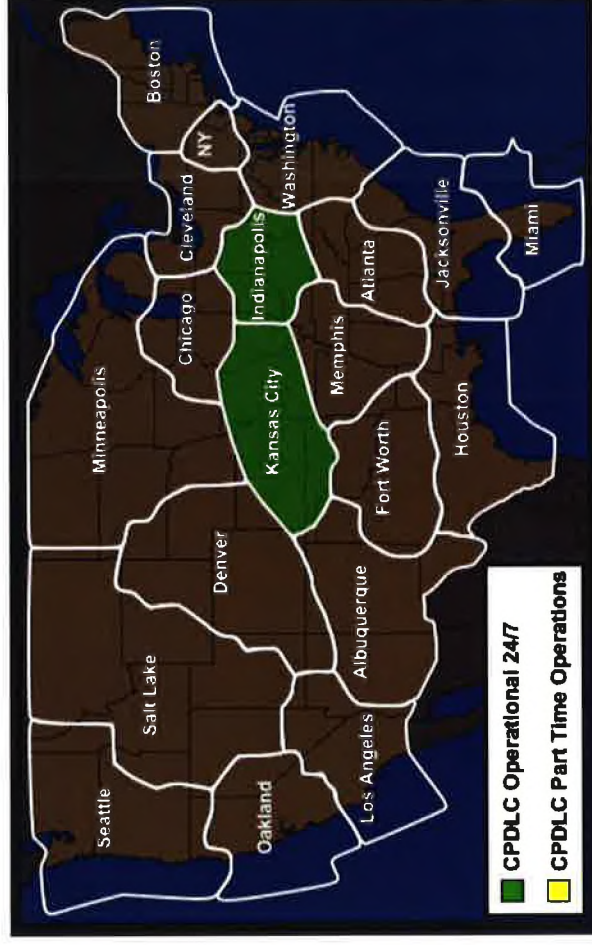 Seattle
Salt Lake
Minneapolis
Boston
Oakland
Denver
Chicago
Cleveland
NY
Los Angeles
Albuquerque
Kansas City
Indianapolis
Washington
Fort Worth
Memphis
Atlanta
Houston
Jacksonville
Miami
CPDLC Operational 24/7
CPDLC Part Time Operations